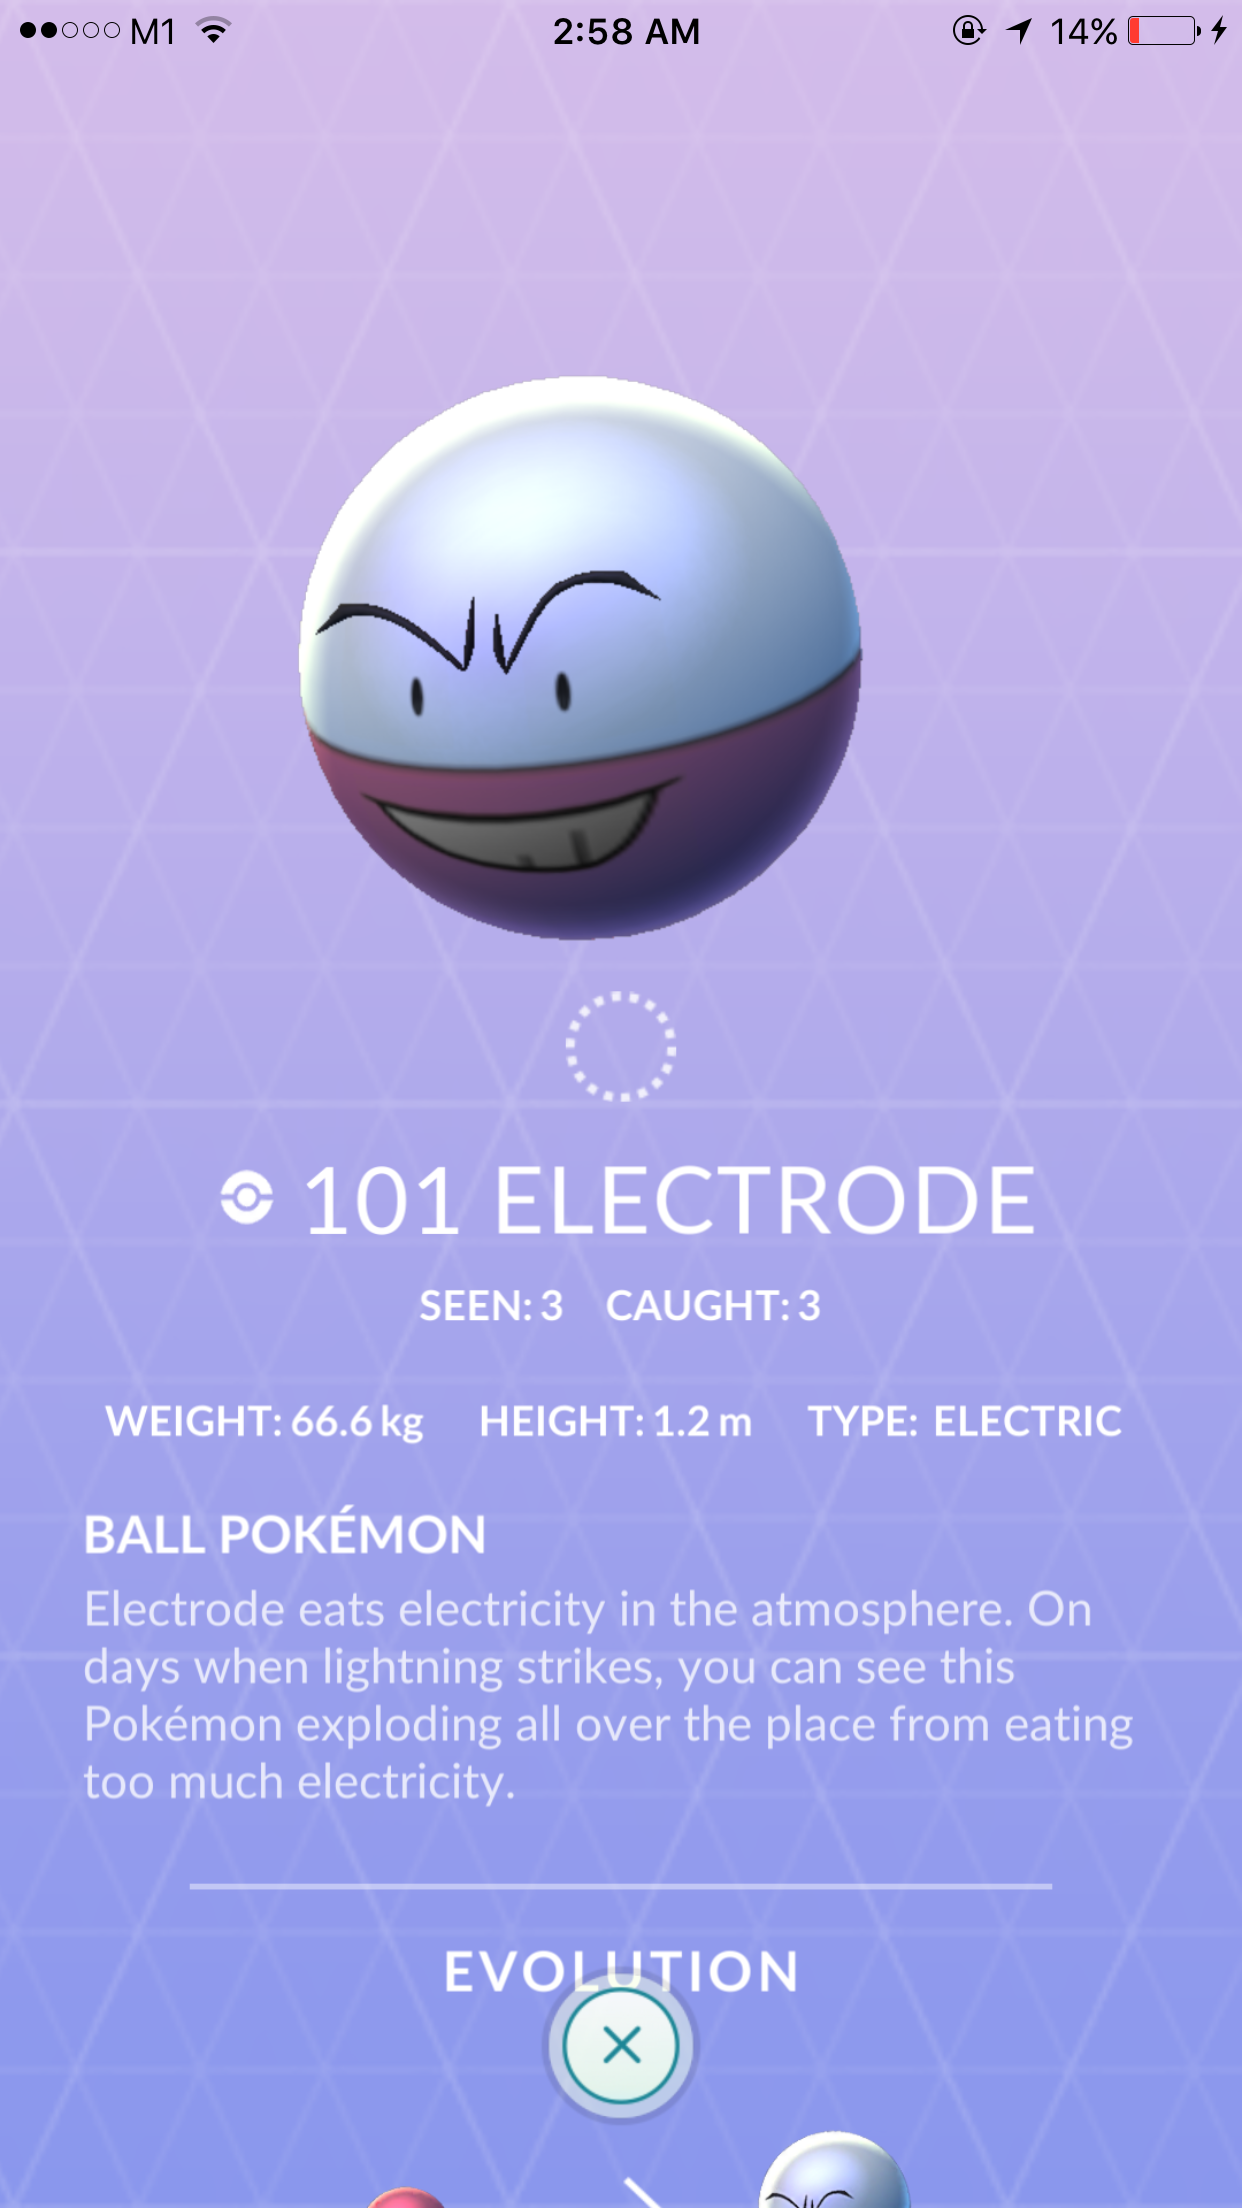 M1 2:58 AM 14%
101 ELECTRODE
SEEN: 3 CAUGHT: 3
WEIGHT: 66.6 kg HEIGHT: 1.2 m TYPE: ELECTRIC
BALL POKÉMON
Electrode eats electricity in the atmosphere. On
days when lightning strikes, you can see this
Pokémon exploding all over the place from eating
too much electricity.
EVOLUTION